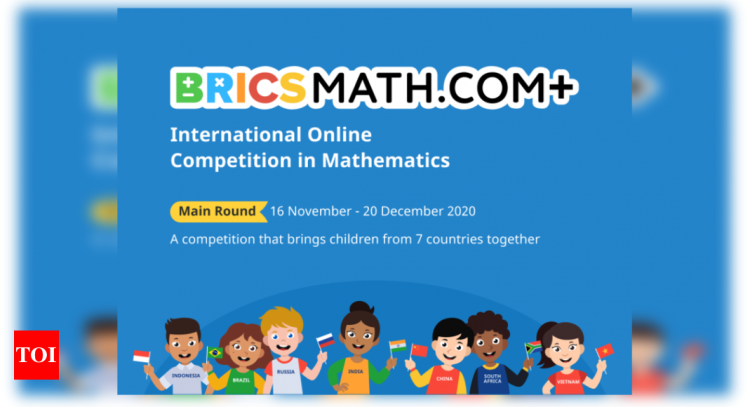 BRICSMATH.COM+
International Online
Competition in Mathematics
Main Round 16 November - 20 December 2020
A competition that brings children from 7 countries together
INDONESIA
BRAZIL
RUSSIA
INDIA
CHINA
SOUTH
AFRICA
VIETNAM
TOI